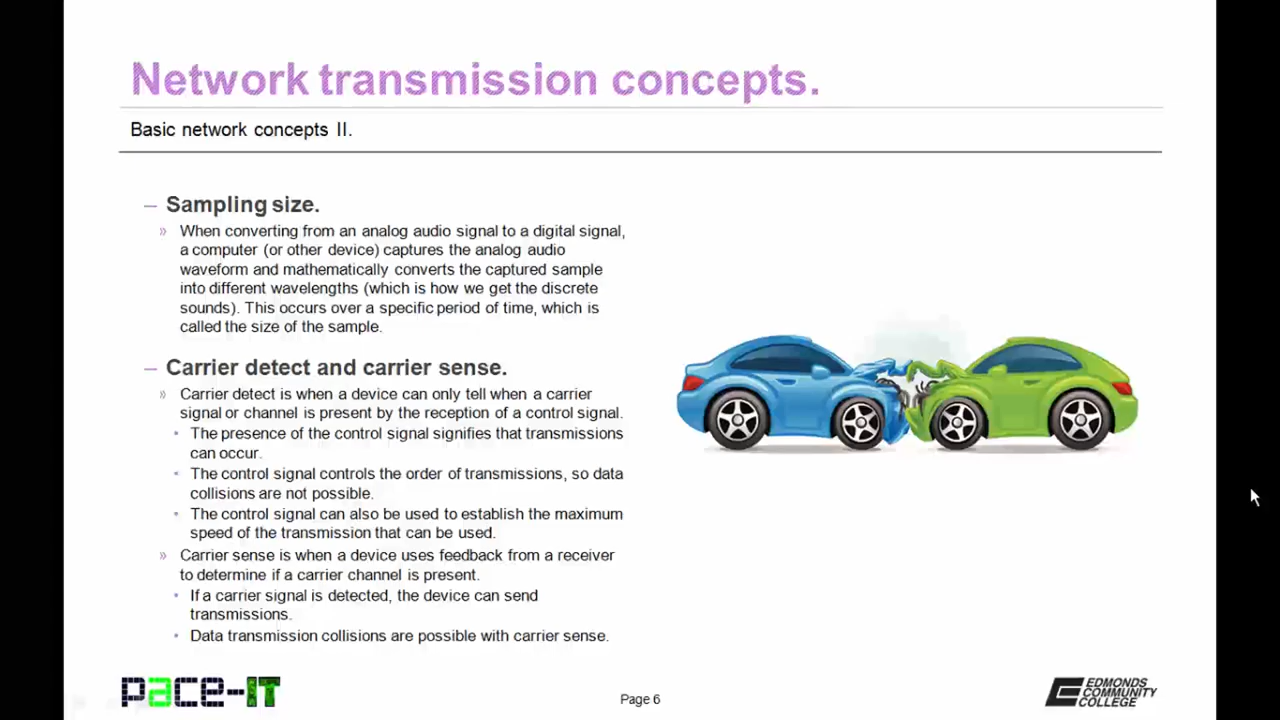 Network transmission concepts.
Basic network concepts II.
– Sampling size.
» When converting from an analog audio signal to a digital signal,
a computer (or other device) captures the analog audio
waveform and mathematically converts the captured sample
into different wavelengths (which is how we get the discrete
sounds). This occurs over a specific period of time, which is
called the size of the sample.
– Carrier detect and carrier sense.
» Carrier detect is when a device can only tell when a carrier
signal or channel is present by the reception of a control signal.
• The presence of the control signal signifies that transmissions
can occur.
• The control signal controls the order of transmissions, so data
collisions are not possible.
• The control signal can also be used to establish the maximum
speed of the transmission that can be used.
» Carrier sense is when a device uses feedback from a receiver
to determine if a carrier channel is present.
• If a carrier signal is detected, the device can send
transmissions.
• Data transmission collisions are possible with carrier sense.
pace-IT
Page 6
EDMONDS
COMMUNITY
COLLEGE